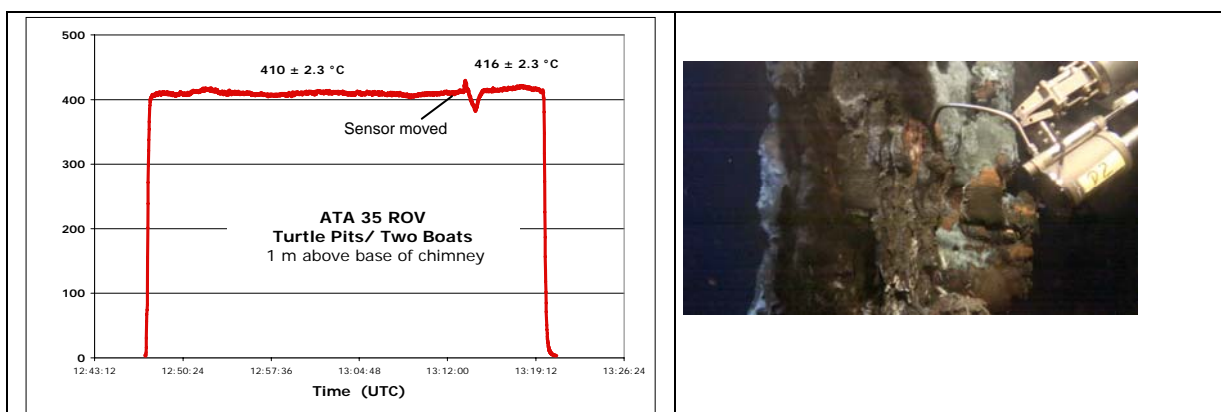 500
400
300
200
100
0
410 ± 2.3 °C
416 ± 2.3 °C
Sensor moved
ATA 35 ROV
Turtle Pits/ Two Boats
1 m above base of chimney
12:43:12 12:50:24 12:57:36 13:04:48 13:12:00 13:19:12 13:26:24
Time (UTC)
D2